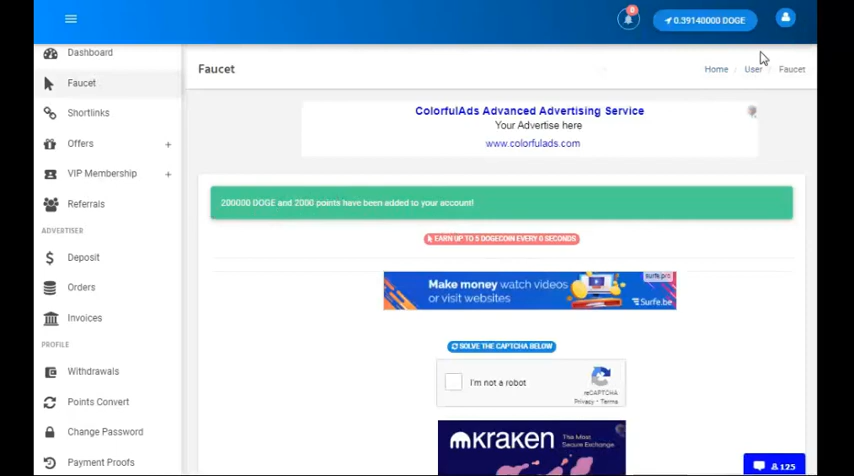 0
0.39140000 DOGE
Dashboard
Faucet
Shortlinks
Offers +
VIP Membership +
Referrals
ADVERTISER
Deposit
Orders
Invoices
PROFILE
Withdrawals
Points Convert
Change Password
Payment Proofs
Faucet
Home / User / Faucet
ColorfulAds Advanced Advertising Service
Your Advertise here
www.colorfulads.com
200000 DOGE and 2000 points have been added to your account!
EARN UP TO 5 DOGECOIN EVERY 0 SECONDS
Make money watch videos
or visit websites
surfe.pro
Surfe.be
SOLVE THE CAPTCHA BELOW
I'm not a robot
reCAPTCHA
Privacy - Terms
mkraken
The Most
Secure Exchange.
125